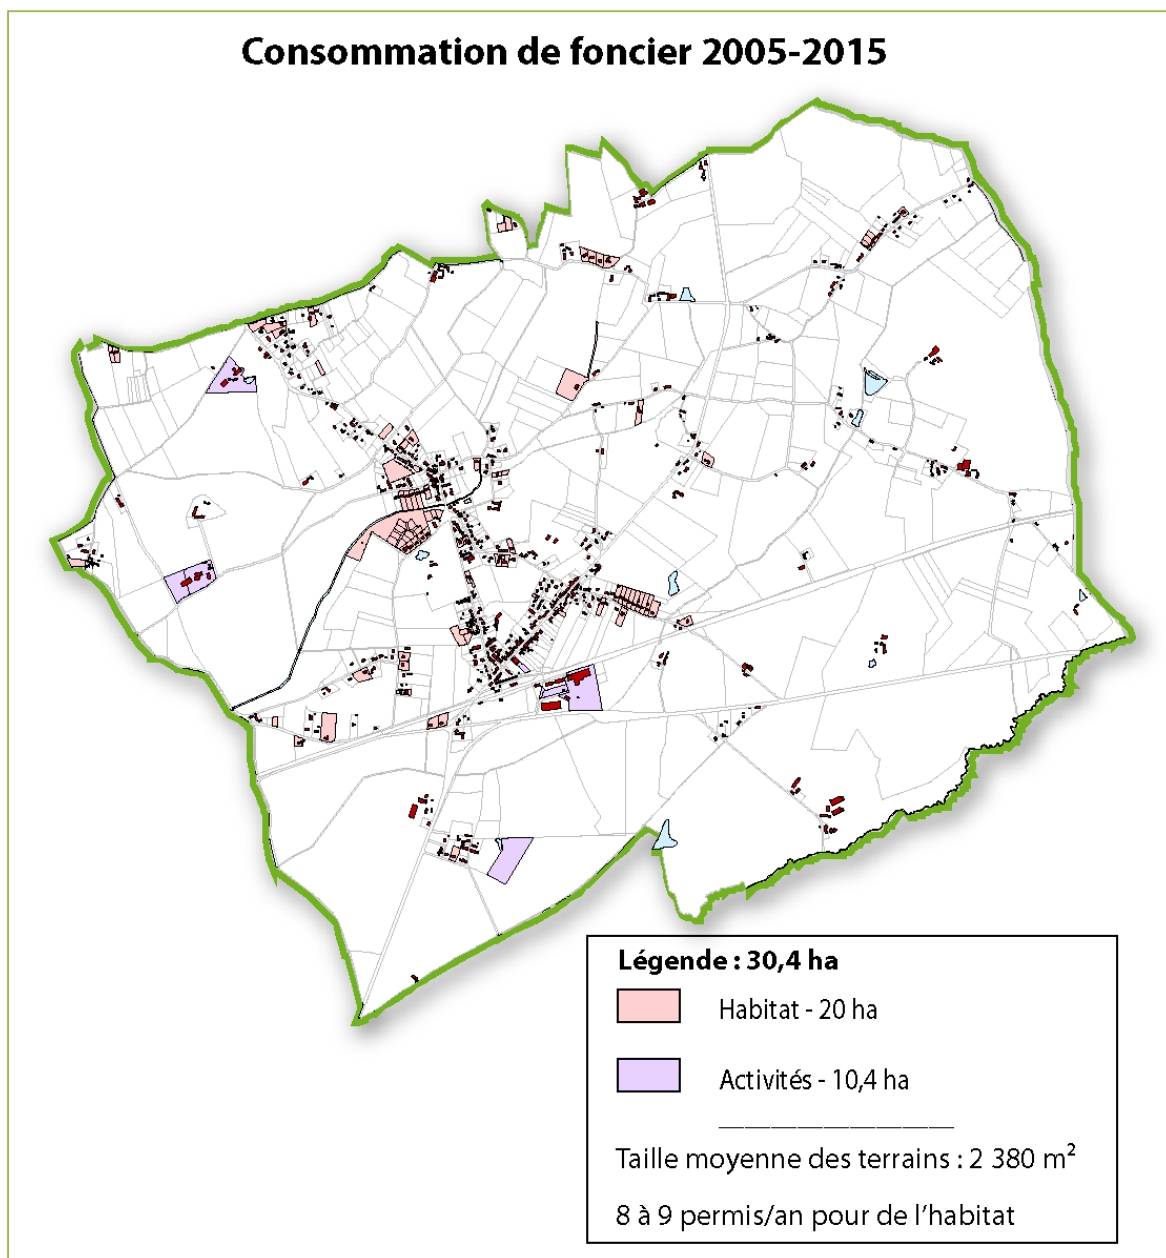 Consommation de foncier 2005-2015
Légende : 30,4 ha
Habitat - 20 ha
Activités - 10,4 ha
Taille moyenne des terrains : 2 380 m²
8 à 9 permis/an pour de l'habitat